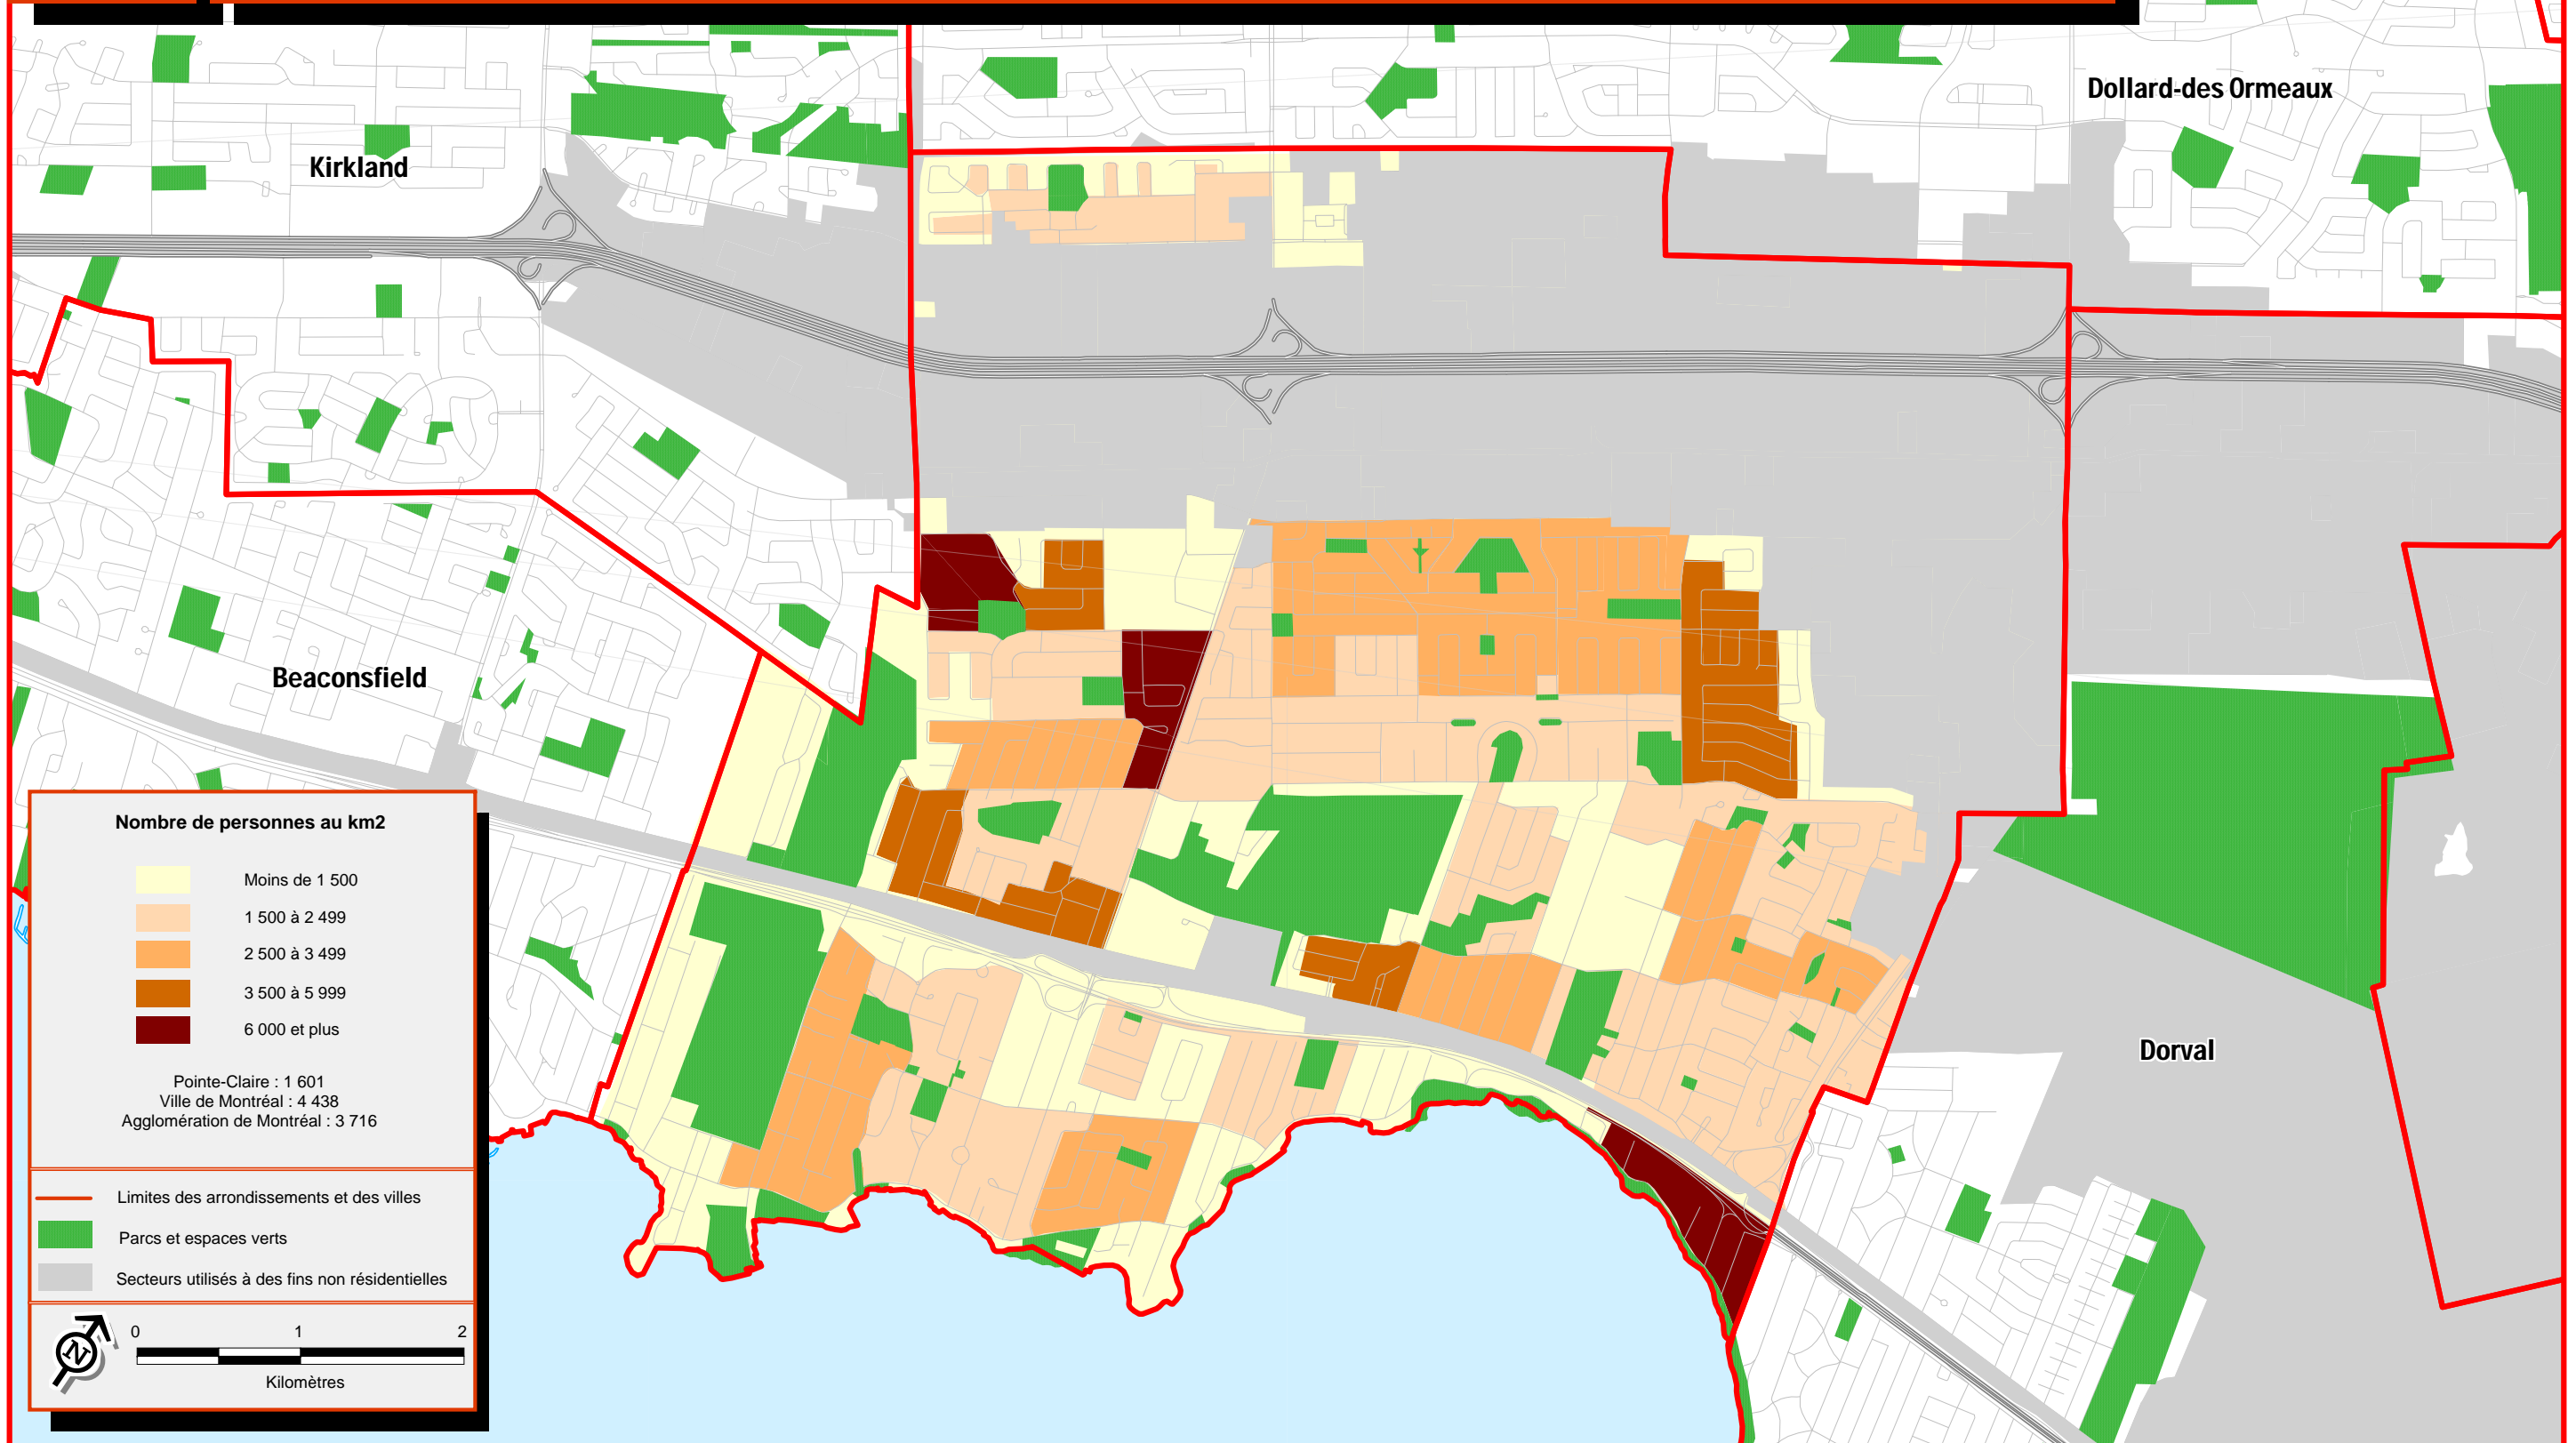 Dollard-des Ormeaux
Kirkland
Beaconsfield
Dorval
Nombre de personnes au km2
Moins de 1 500
1 500 à 2 499
2 500 à 3 499
3 500 à 5 999
6 000 et plus
Pointe-Claire : 1 601
Ville de Montréal : 4 438
Agglomération de Montréal : 3 716
Limites des arrondissements et des villes
Parcs et espaces verts
Secteurs utilisés à des fins non résidentielles
N
0 1 2
Kilomètres